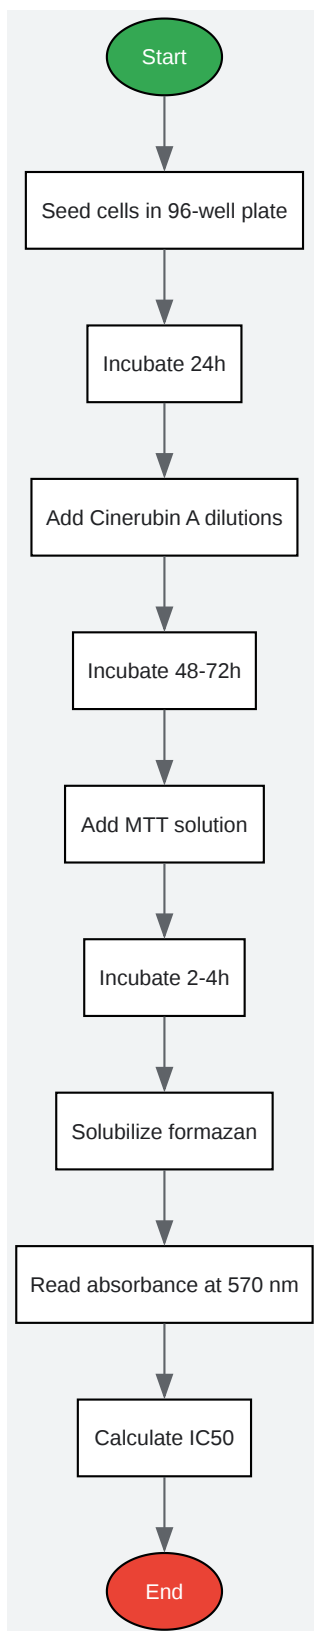 Start
Seed cells in 96-well plate
Incubate 24h
Add Cinerubin A dilutions
Incubate 48-72h
Add MTT solution
Incubate 2-4h
Solubilize formazan
Read absorbance at 570 nm
Calculate IC50
End